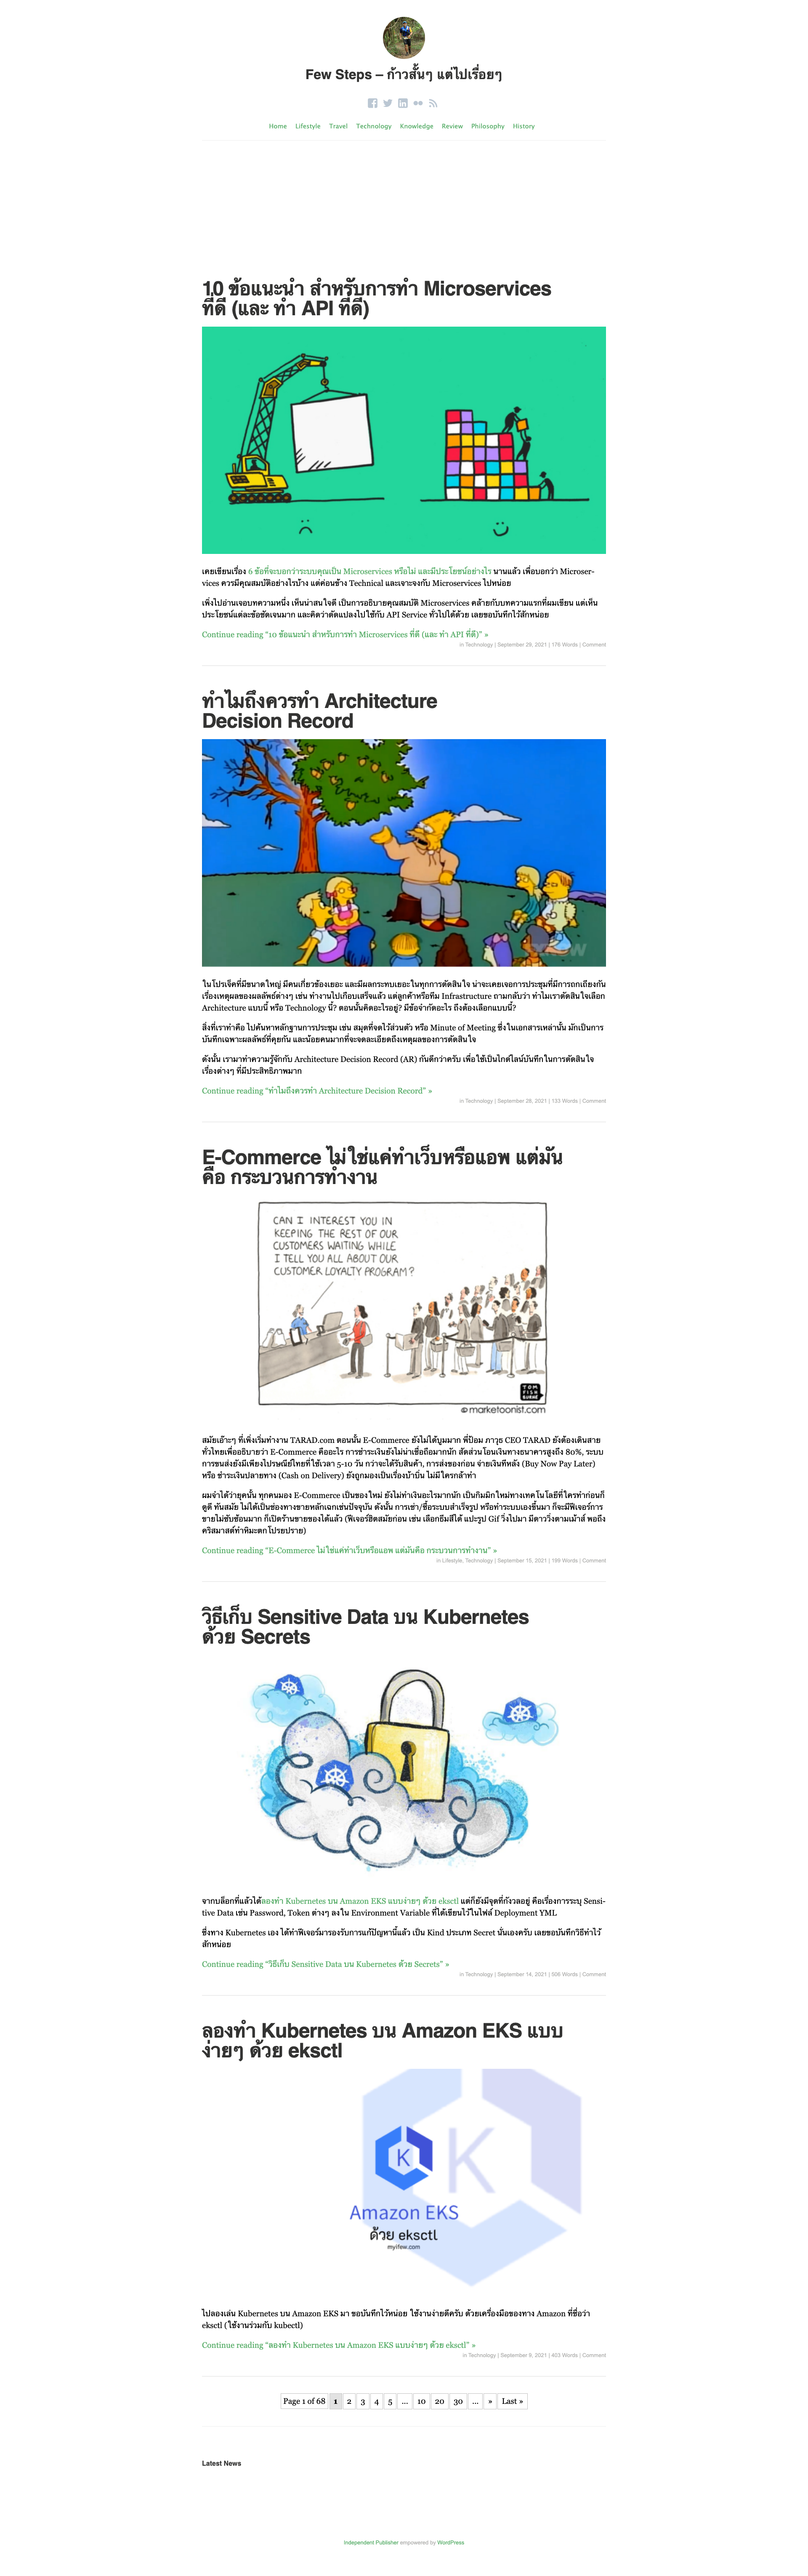 Few Steps – ก้าวสั้นๆ แต่ไปเรื่อยๆ
Home Lifestyle Travel Technology Knowledge Review Philosophy History
10 ข้อแนะนำ สำหรับการทำ Microservices
ที่ดี (และ ทำ API ที่ดี)
เคยเขียนเรื่อง 6 ข้อที่จะบอกว่าระบบคุณเป็น Microservices หรือไม่ และมีประโยชน์อย่างไร นานแล้ว เพื่อบอกว่า Microser-
vices ควรมีคุณสมบัติอย่างไรบ้าง แต่ค่อนข้าง Technical และเจาะจงกับ Microservices ไปหน่อย
เพิ่งไปอ่านเจอบทความหนึ่ง เห็นน่าสนใจดี เป็นการอธิบายคุณสมบัติ Microservices คล้ายกับบทความแรกที่ผมเขียน แต่เห็น
ประโยชน์แต่ละข้อชัดเจนมาก และคิดว่าดัดแปลงไปใช้กับ API Service ทั่วไปได้ด้วย เลยขอบันทึกไว้สักหน่อย
Continue reading "10 ข้อแนะนำ สำหรับการทำ Microservices ที่ดี (และ ทำ API ที่ดี)" »
in Technology | September 29, 2021 | 176 Words | Comment
ทำไมถึงควรทำ Architecture
Decision Record
ในโปรเจ็คที่มีขนาดใหญ่ มีคนเกี่ยวข้องเยอะ และมีผลกระทบเยอะในทุกการตัดสินใจ น่าจะเคยเจอการประชุมที่มีการถกเถียงกัน
เรื่องเหตุผลของผลลัพธ์ต่างๆ เช่น ทำงานไปเกือบเสร็จแล้ว แต่ลูกค้าหรือทีม Infrastructure ถามกลับว่า ทำไมเราตัดสินใจเลือก
Architecture แบบนี้ หรือ Technology นี้? ตอนนั้นคิดอะไรอยู่? มีข้อจำกัดอะไร ถึงต้องเลือกแบบนี้?
สิ่งที่เราทำคือ ไปค้นหาหลักฐานการประชุม เช่น สมุดที่จดไว้ส่วนตัว หรือ Minute of Meeting ซึ่งในเอกสารเหล่านั้น มักเป็นการ
บันทึกเฉพาะผลลัพธ์ที่คุยกัน และน้อยคนมากที่จะจดละเอียดถึงเหตุผลของการตัดสินใจ
ดังนั้น เรามาทำความรู้จักกับ Architecture Decision Record (AR) กันดีกว่าครับ เพื่อใช้เป็นไกด์ไลน์บันทึกในการตัดสินใจ
เรื่องต่างๆ ที่มีประสิทธิภาพมาก
Continue reading "ทำไมถึงควรทำ Architecture Decision Record" »
in Technology | September 28, 2021 | 133 Words | Comment
E-Commerce ไม่ใช่แค่ทำเว็บหรือแอพ แต่มัน
คือ กระบวนการทำงาน
CAN I INTEREST YOU IN
KEEPING THE REST OF OUR
CUSTOMERS WAITING WHILE
I TELL YOU ALL ABOUT OUR
CUSTOMER LOYALTY PROGRAM?
© marketoonist.com
สมัยเอ๊าะๆ ที่เพิ่งเริ่มทำงาน TARAD.com ตอนนั้น E-Commerce ยังไม่ได้บูมมาก พี่ป้อม ภาวุธ CEO TARAD ยังต้องเดินสาย
ทั่วไทยเพื่ออธิบายว่า E-Commerce คืออะไร การชำระเงินยังไม่น่าเชื่อถือมากนัก สัดส่วนโอนเงินทางธนาคารสูงถึง 80%, ระบบ
การขนส่งยังมีเพียงไปรษณีย์ไทยที่ใช้เวลา 5-10 วัน กว่าจะได้รับสินค้า, การส่งของก่อน จ่ายเงินทีหลัง (Buy Now Pay Later)
หรือ ชำระเงินปลายทาง (Cash on Delivery) ยังถูกมองเป็นเรื่องบ้าบิ่น ไม่มีใครกล้าทำ
ผมจำได้ว่ายุคนั้น ทุกคนมอง E-Commerce เป็นของใหม่ ยังไม่ทำเงินอะไรมากนัก เป็นกิมมิกใหม่ทางเทคโนโลยีที่ใครทำก่อนก็
ดูดี ทันสมัย ไม่ได้เป็นช่องทางขายหลักเฉกเช่นปัจจุบัน ดังนั้น การเช่า/ซื้อระบบสำเร็จรูป หรือทำระบบเองขึ้นมา ก็จะมีฟีเจอร์การ
ขายไม่ซับซ้อนมาก ก็เปิดร้านขายของได้แล้ว (ฟีเจอร์ฮิตสมัยก่อน เช่น เลือกธีมสีได้ แปะรูป Gif วิ่งไปมา มีดาววิ่งตามเม้าส์ พอถึง
คริสมาสต์ทำหิมะตกโปรยปราย)
Continue reading "E-Commerce ไม่ใช่แค่ทำเว็บหรือแอพ แต่มันคือ กระบวนการทำงาน" »
in Lifestyle, Technology | September 15, 2021 | 199 Words | Comment
วิธีเก็บ Sensitive Data บน Kubernetes
ด้วย Secrets
จากบล็อกที่แล้วได้ลองทำ Kubernetes บน Amazon EKS แบบง่ายๆ ด้วย eksctl แต่ก็ยังมีจุดที่กังวลอยู่ คือเรื่องการระบุ Sensi-
tive Data เช่น Password, Token ต่างๆ ลงใน Environment Variable ที่ได้เขียนไว้ในไฟล์ Deployment YML
ซึ่งทาง Kubernetes เอง ได้ทำฟีเจอร์มารองรับการแก้ปัญหานี้แล้ว เป็น Kind ประเภท Secret นั่นเองครับ เลยขอบันทึกวิธีทำไว้
สักหน่อย
Continue reading "วิธีเก็บ Sensitive Data บน Kubernetes ด้วย Secrets" »
in Technology | September 14, 2021 | 506 Words | Comment
ลองทำ Kubernetes บน Amazon EKS แบบ
ง่ายๆ ด้วย eksctl
K
K
Amazon EKS
ด้วย eksctl
myifew.com
ไปลองเล่น Kubernetes บน Amazon EKS มา ขอบันทึกไว้หน่อย ใช้งานง่ายดีครับ ด้วยเครื่องมือของทาง Amazon ที่ชื่อว่า
eksctl (ใช้งานร่วมกับ kubectl)
Continue reading "ลองทำ Kubernetes บน Amazon EKS แบบง่ายๆ ด้วย eksctl" »
in Technology | September 9, 2021 | 403 Words | Comment
Page 1 of 68 1 2 3 4 5 ... 10 20 30 ... » Last »
Latest News
Independent Publisher empowered by WordPress